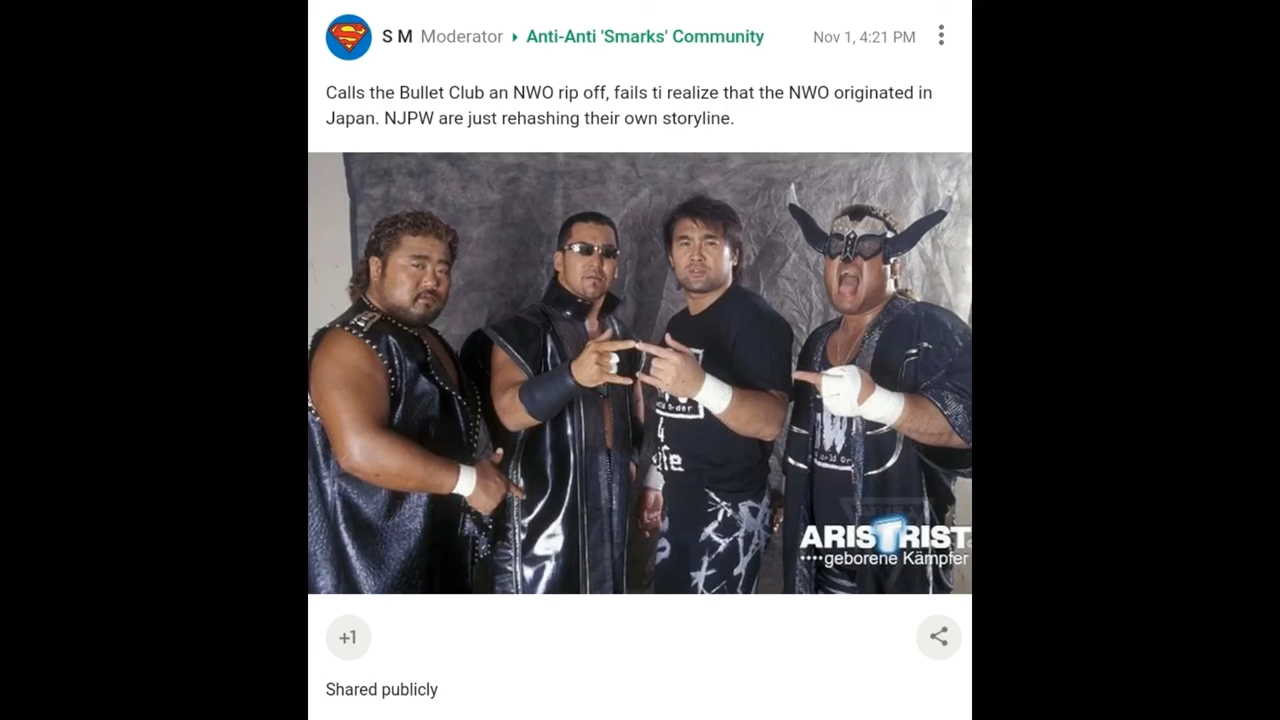 S M Moderator ▸ Anti-Anti 'Smarks' Community Nov 1, 4:21 PM
Calls the Bullet Club an NWO rip off, fails ti realize that the NWO originated in
Japan. NJPW are just rehashing their own storyline.
4
ARISTRIST
····geborene Kämpfer
+1
Shared publicly